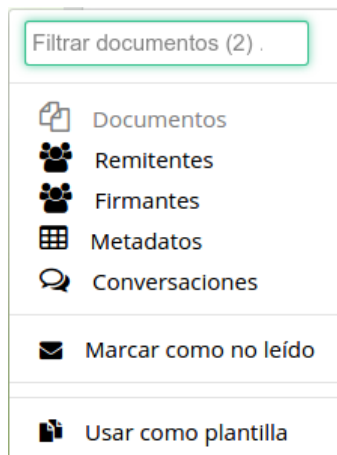 Filtrar documentos (2) .
Documentos
Remitentes
Firmantes
Metadatos
Conversaciones
Marcar como no leído
Usar como plantilla